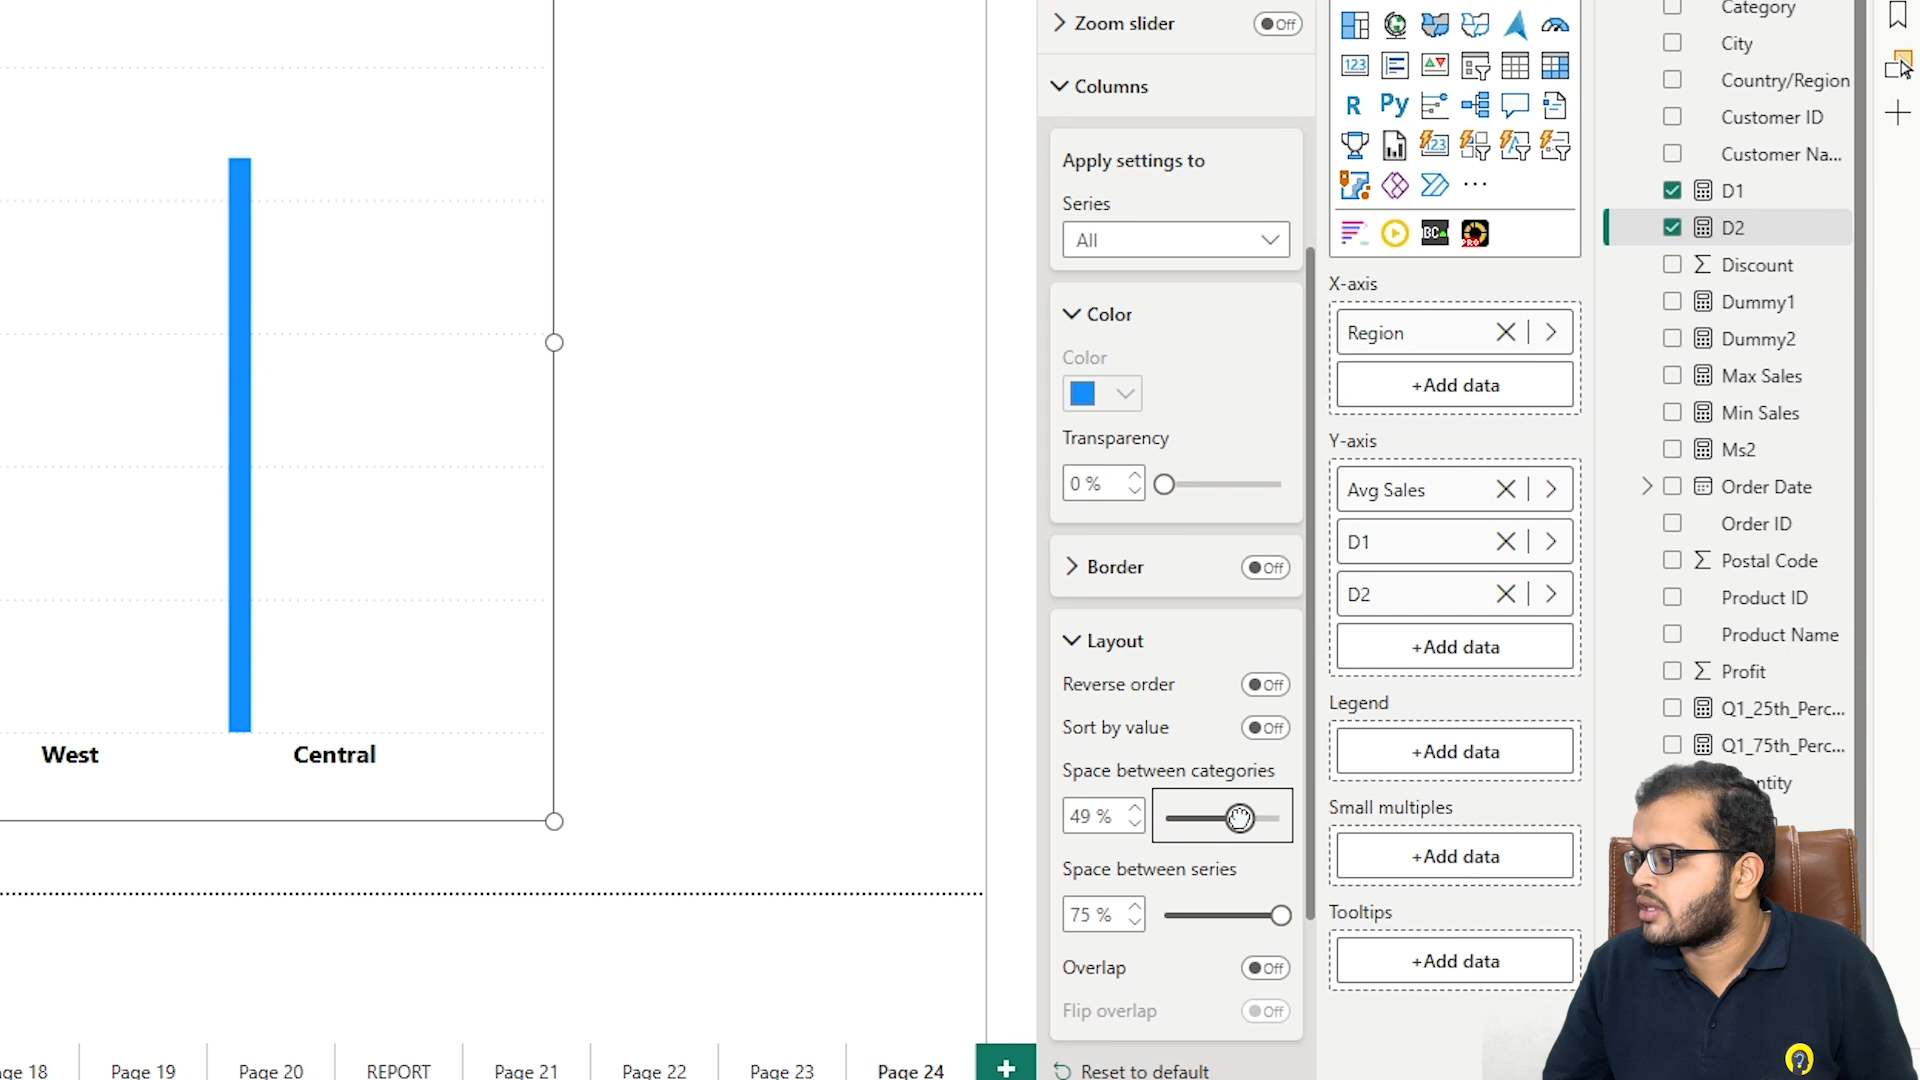 Zoom slider
Off
Columns
Apply settings to
Series
All
Color
Color
Transparency
0 %
Border
Off
Layout
Reverse order
Off
Sort by value
Off
Space between categories
49 %
Space between series
75 %
Overlap
Off
Flip overlap
Off
Reset to default
123
R
Py
123
...
BC
PRO
X-axis
Region
+Add data
Y-axis
Avg Sales
D1
D2
+Add data
Legend
+Add data
Small multiples
+Add data
Tooltips
+Add data
Category
City
Country/Region
Customer ID
Customer Na...
D1
D2
Discount
Dummy1
Dummy2
Max Sales
Min Sales
Ms2
Order Date
Order ID
Postal Code
Product ID
Product Name
Profit
Q1_25th_Perc...
Q1_75th_Perc...
West
Central
18
Page 19
Page 20
REPORT
Page 21
Page 22
Page 23
Page 24
+